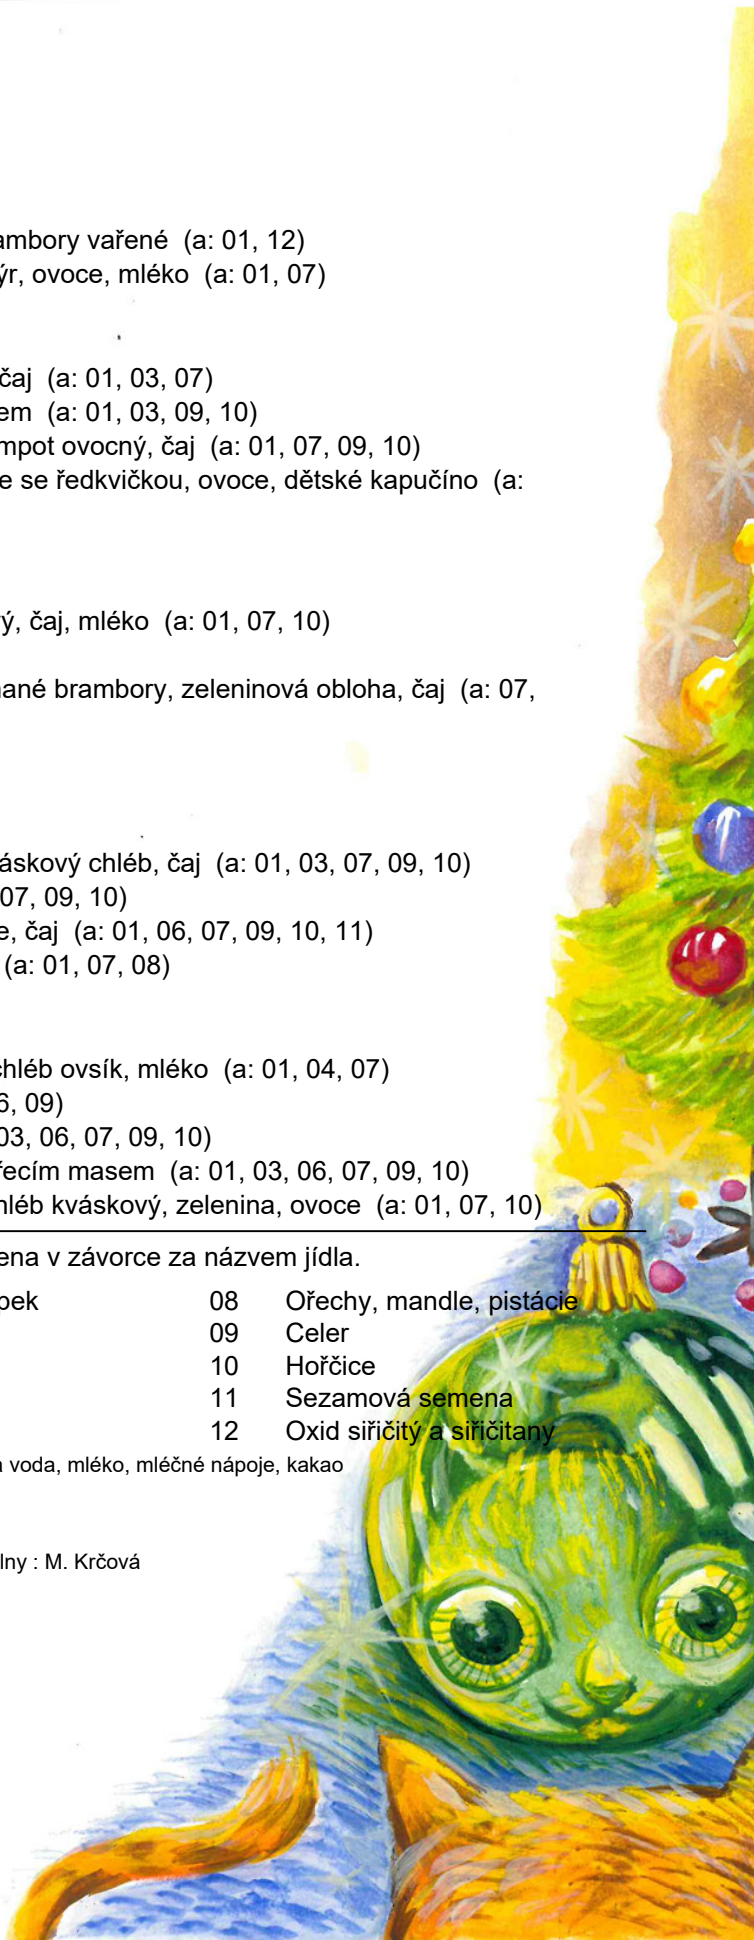 ambory vařené (a: 01, 12)
ýr, ovoce, mléko (a: 01, 07)
čaj (a: 01, 03, 07)
em (a: 01, 03, 09, 10)
mpot ovocný, čaj (a: 01, 07, 09, 10)
e se ředkvičkou, ovoce, dětské kapučíno (a:
ý, čaj, mléko (a: 01, 07, 10)
nané brambory, zeleninová obloha, čaj (a: 07,
áskový chléb, čaj (a: 01, 03, 07, 09, 10)
07, 09, 10)
e, čaj (a: 01, 06, 07, 09, 10, 11)
(a: 01, 07, 08)
chléb ovsík, mléko (a: 01, 04, 07)
6, 09)
03, 06, 07, 09, 10)
řecím masem (a: 01, 03, 06, 07, 09, 10)
hléb kváskový, zelenina, ovoce (a: 01, 07, 10)
ena v závorce za názvem jídla.
pek 08 Ořechy, mandle, pistácie
09 Celer
10 Hořčice
11 Sezamová semena
12 Oxid siřičitý a siřičitany
a voda, mléko, mléčné nápoje, kakao
lny : M. Krčová